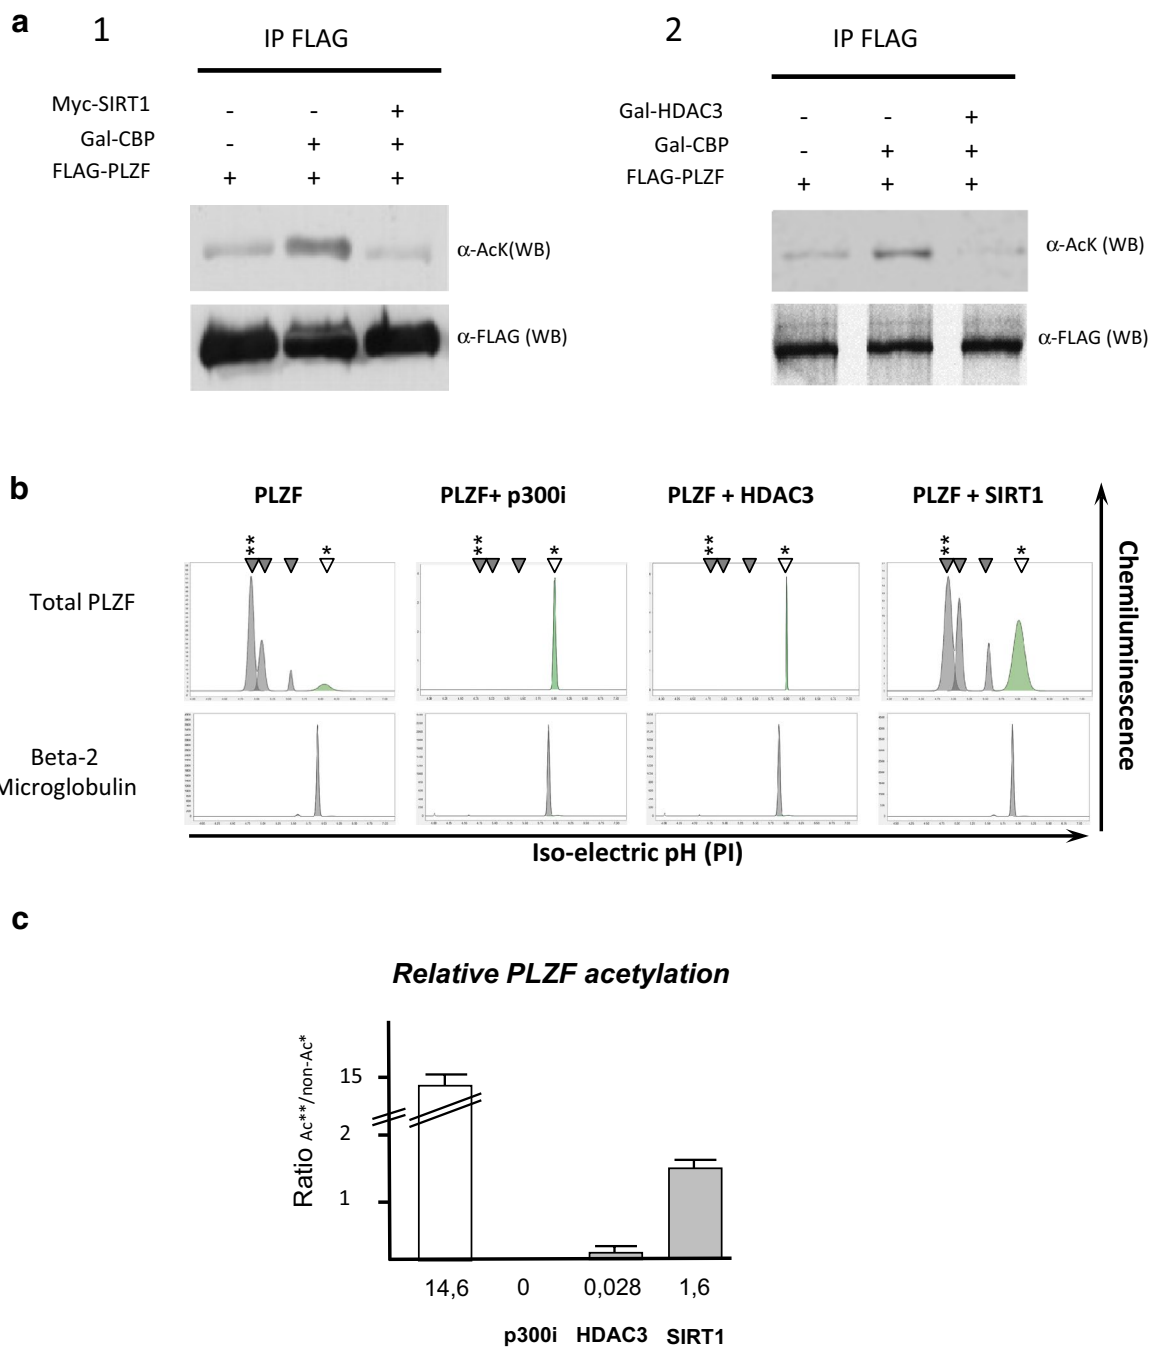 a
1
IP FLAG
Myc-SIRT1 - - +
Gal-CBP - + +
FLAG-PLZF + + +
α-AcK(WB)
α-FLAG (WB)
2
IP FLAG
Gal-HDAC3 - - +
Gal-CBP - + +
FLAG-PLZF + + +
α-AcK (WB)
α-FLAG (WB)
b
PLZF PLZF+ p300i PLZF + HDAC3 PLZF + SIRT1
** * ** * ** * ** *
Total PLZF
Beta-2
Microglobulin
Chemiluminescence
Iso-electric pH (PI)
c
Relative PLZF acetylation
Ratio Ac**/non-Ac*
15
2
1
14,6 0 0,028 1,6
p300i HDAC3 SIRT1